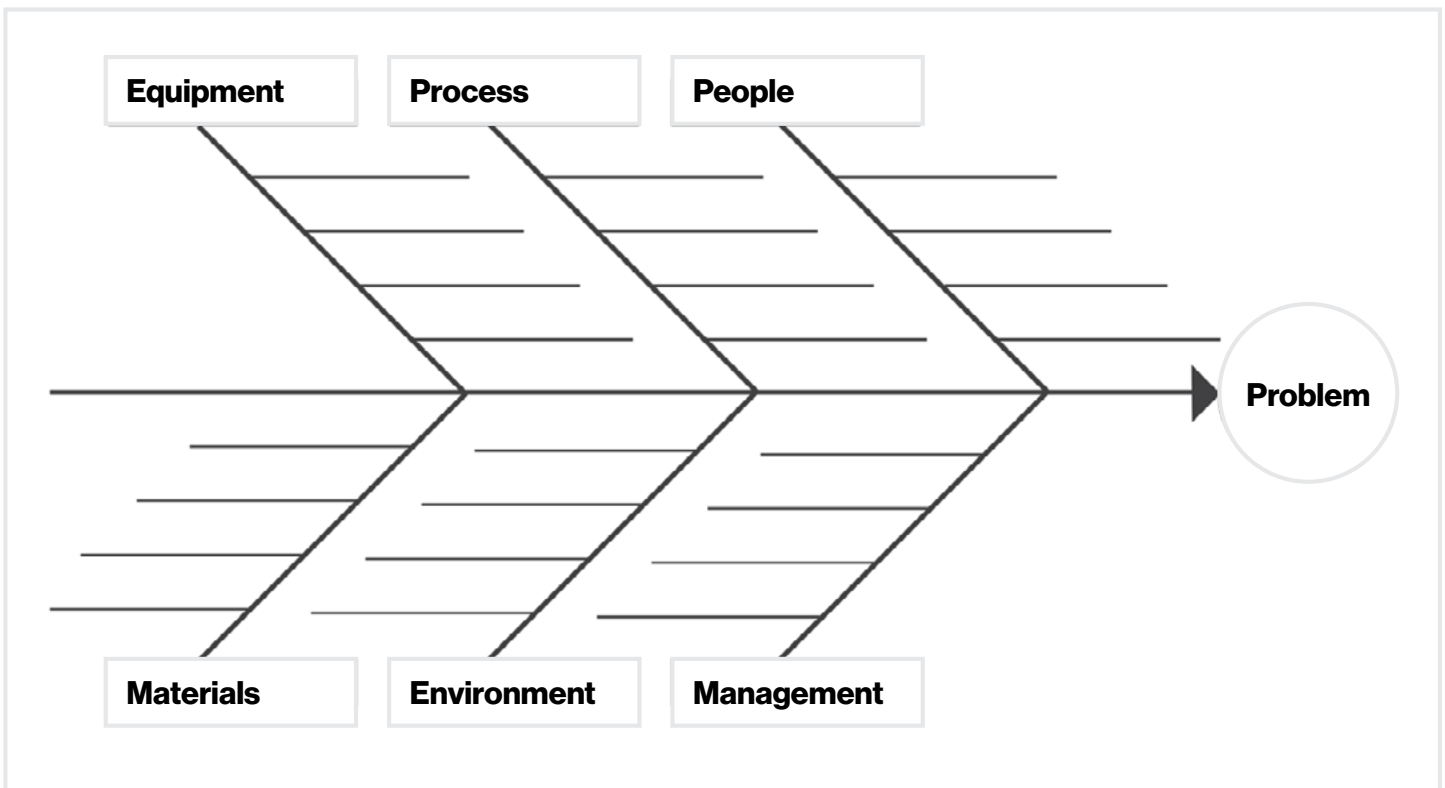 Equipment
Process
People
Problem
Materials
Environment
Management